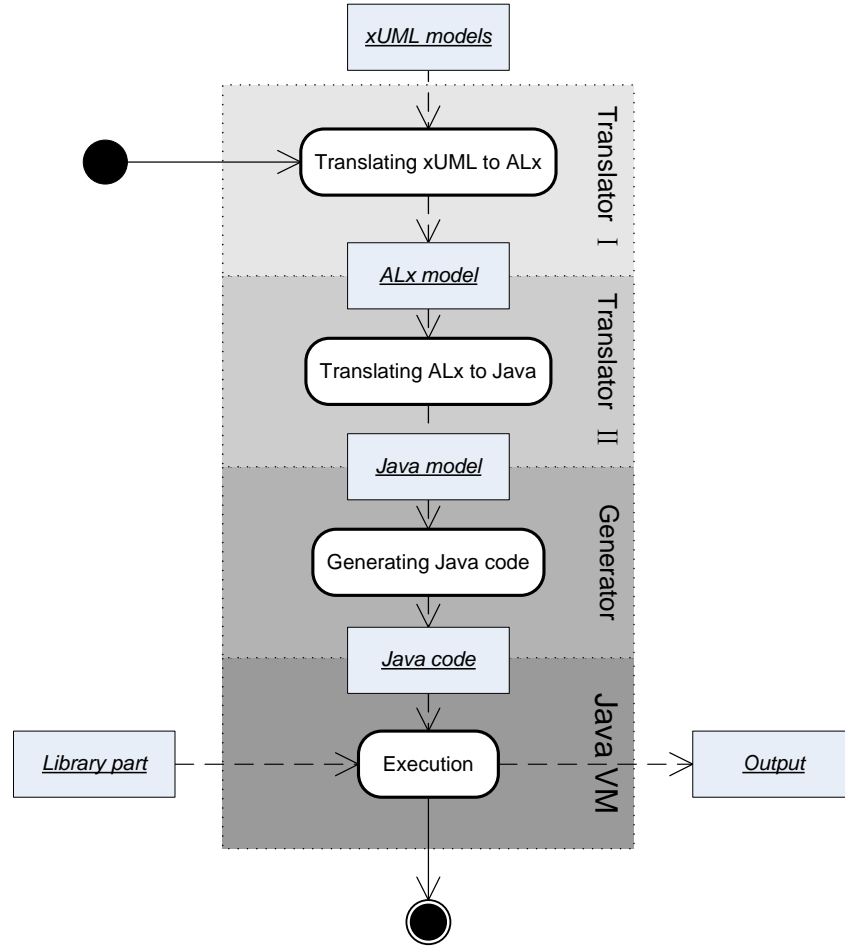 xUML models
Translating xUML to ALx
Translator I
ALx model
Translating ALx to Java
Translator II
Java model
Generating Java code
Generator
Java code
Java VM
Library part
Execution
Output